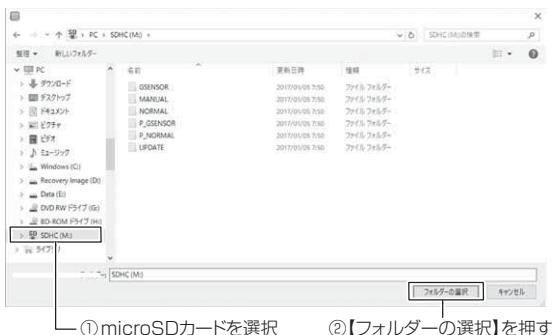 PC › SDHC (M:) ›
SDHC (M:)の検索
整理 ▼ 新しいフォルダー
PC
ダウンロード
デスクトップ
ドキュメント
ピクチャ
ビデオ
ミュージック
Windows (C:)
Recovery Image (D:)
Data (E:)
DVD RW ドライブ (G:)
BD-ROM ドライブ (H:)
SDHC (M:)
名前 更新日時 種類 サイズ
GSENSOR 2017/01/05 7:50 ファイル フォルダー
MANUAL 2017/01/05 7:50 ファイル フォルダー
NORMAL 2017/01/05 7:50 ファイル フォルダー
P_GSENSOR 2017/01/05 7:50 ファイル フォルダー
P_NORMAL 2017/01/05 7:50 ファイル フォルダー
UPDATE 2017/01/05 7:50 ファイル フォルダー
SDHC (M:)
フォルダーの選択 キャンセル
①microSDカードを選択 ②【フォルダーの選択】を押す